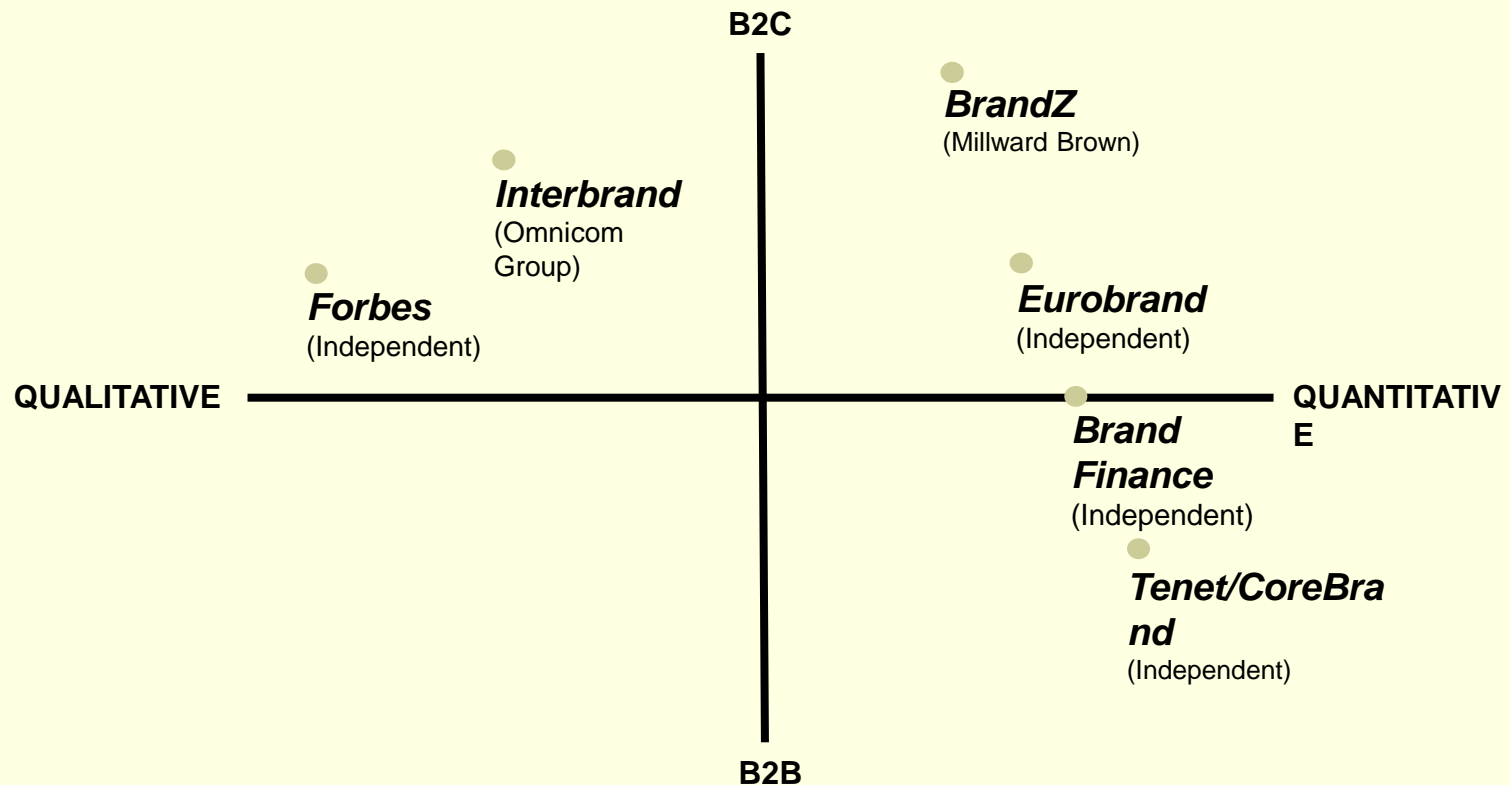 B2C
BrandZ
(Millward Brown)
Interbrand
(Omnicom
Group)
Forbes
(Independent)
Eurobrand
(Independent)
QUALITATIVE
QUANTITATIV
E
Brand
Finance
(Independent)
Tenet/CoreBra
nd
(Independent)
B2B